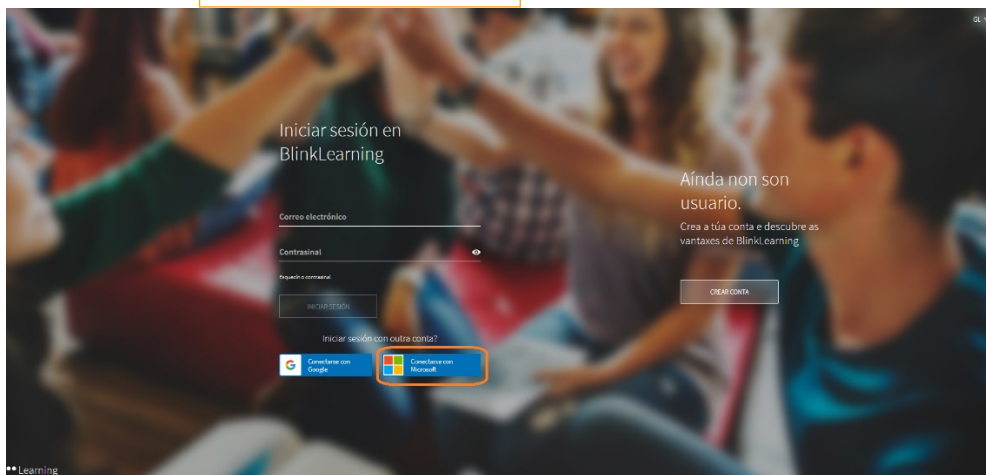 GL
Iniciar sesión en
BlinkLearning
Correo electrónico
Contrasinal
Esquecín o contrasinal
INICIAR SESIÓN
Iniciar sesión con outra conta?
Conectarse con
Google
Conectarse con
Microsoft
Aínda non son
usuario.
Crea a túa conta e descubre as
vantaxes de BlinkLearning
CREAR CONTA
Learning